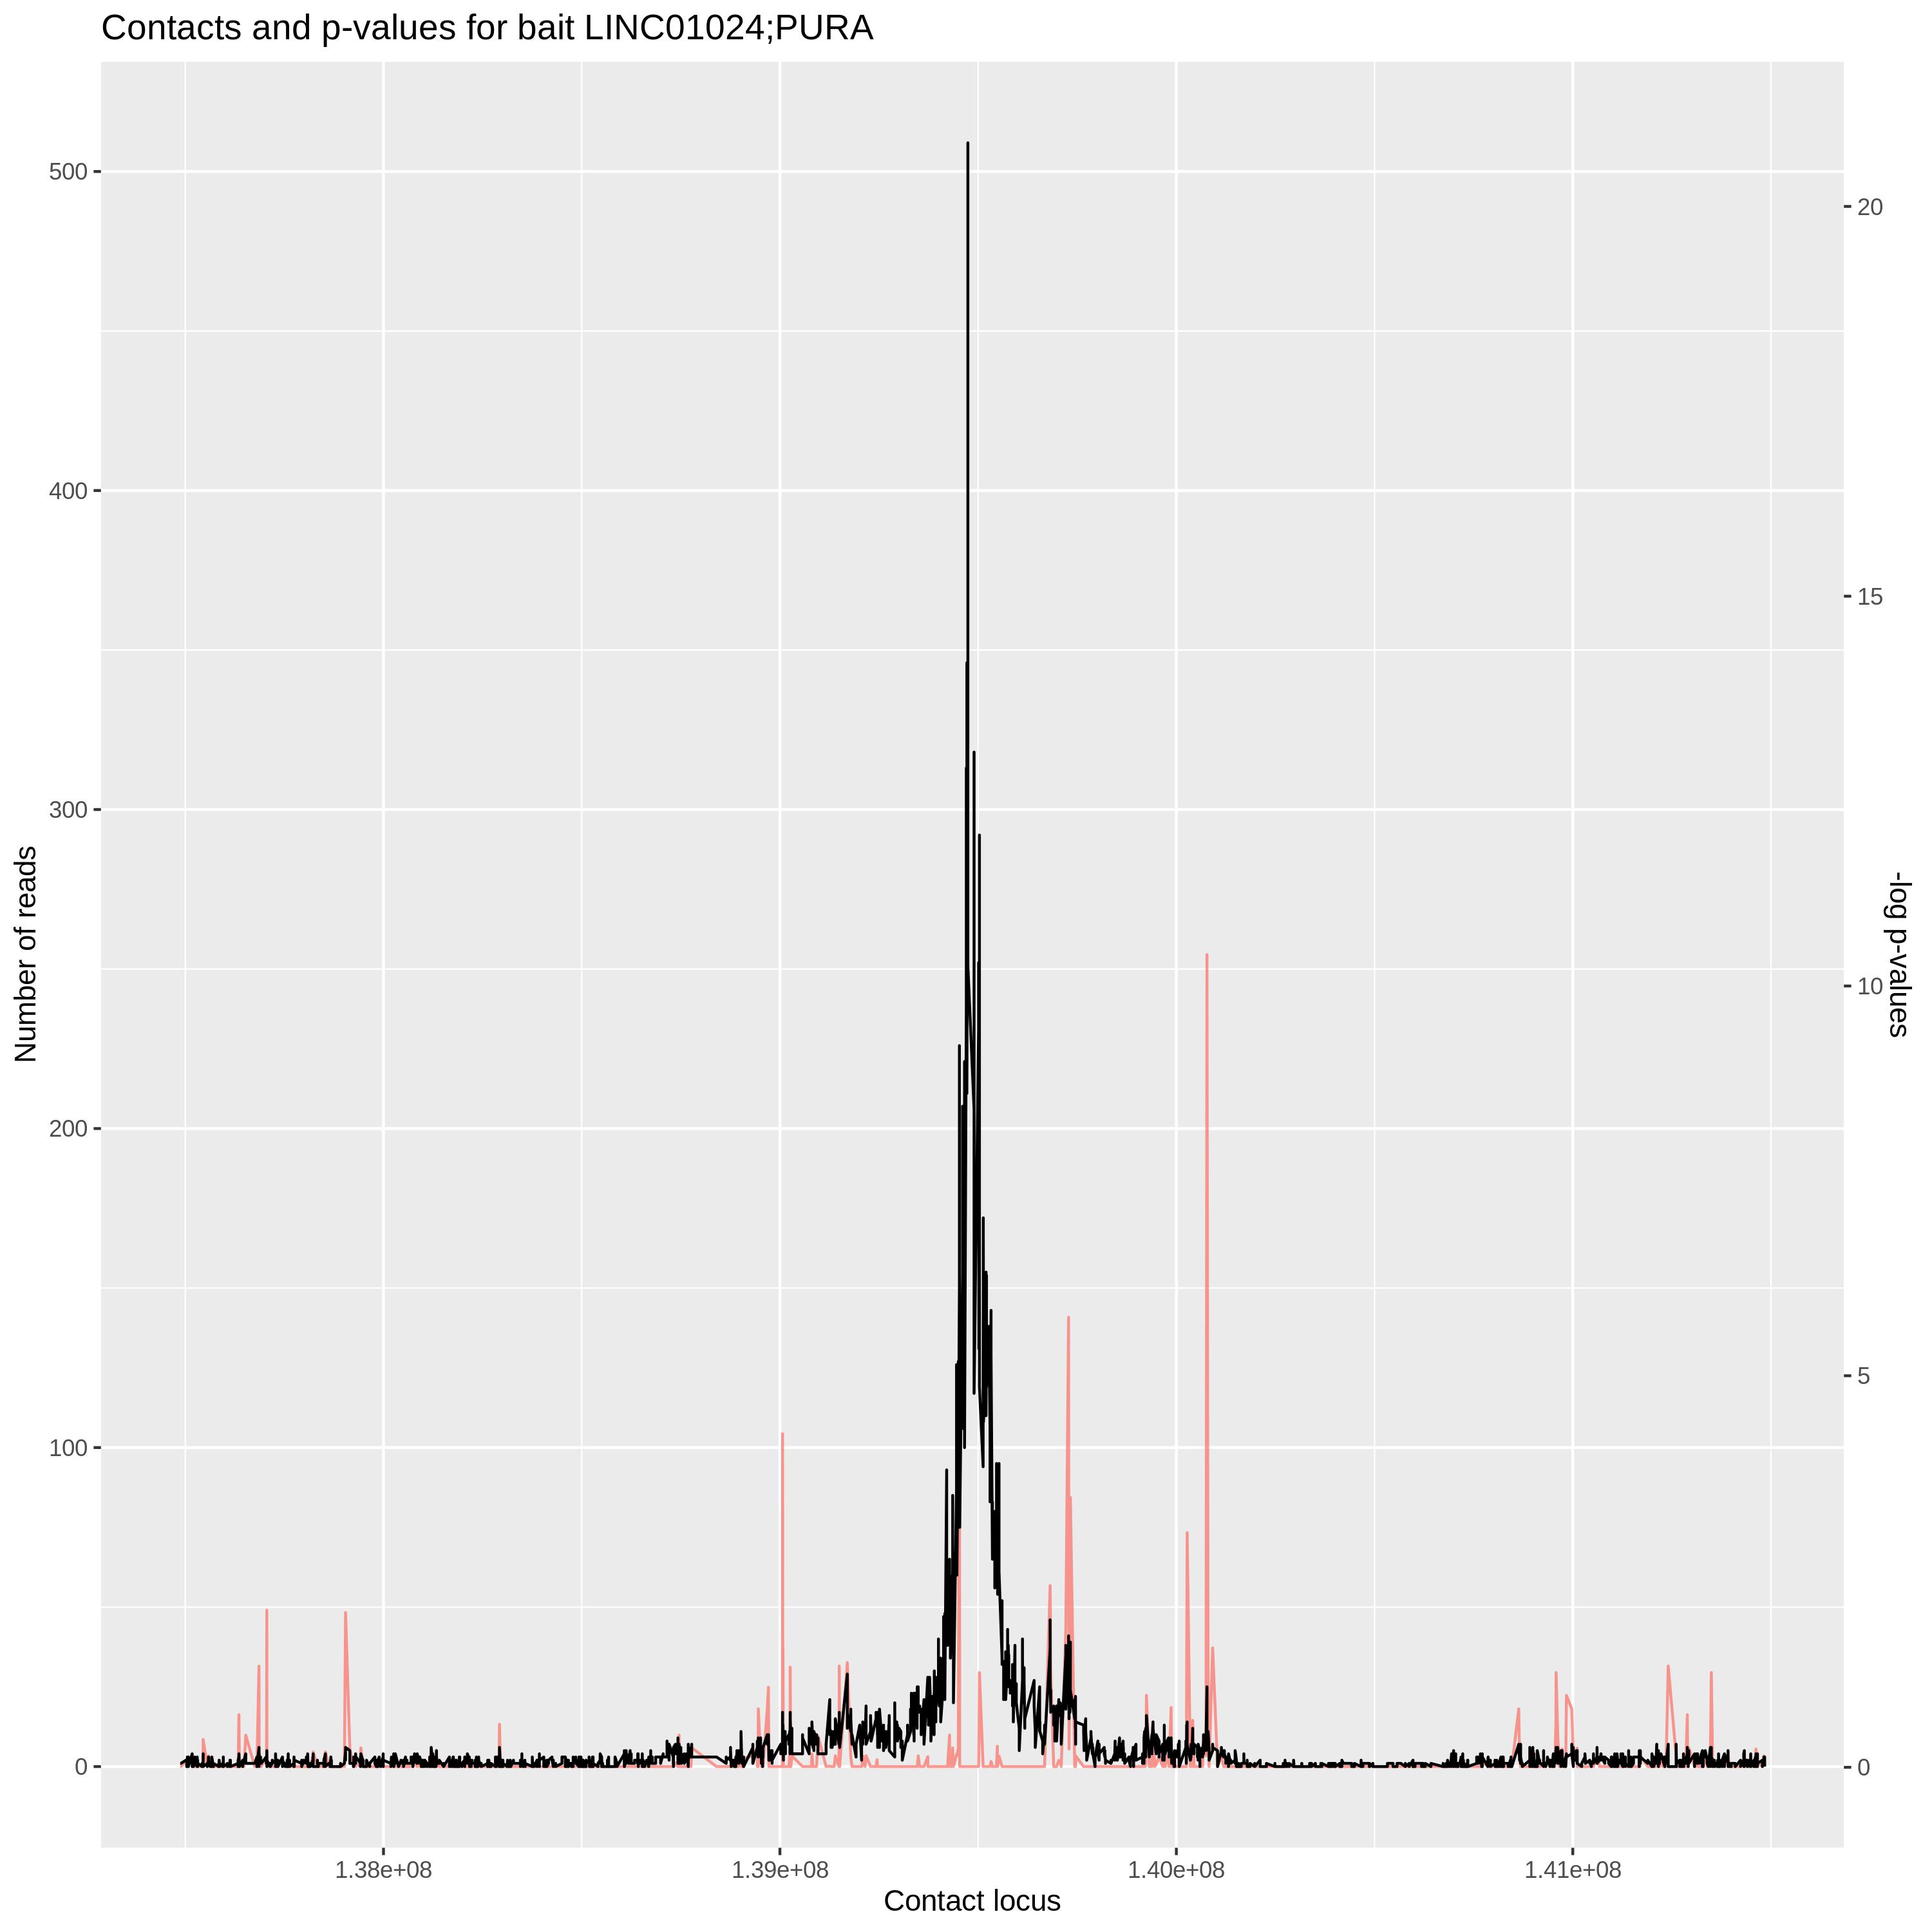 Contacts and p-values for bait LINC01024;PURA
Number of reads
500
400
300
200
100
0
20
15
10
5
0
-log p-values
1.38e+08 1.39e+08 1.40e+08 1.41e+08
Contact locus